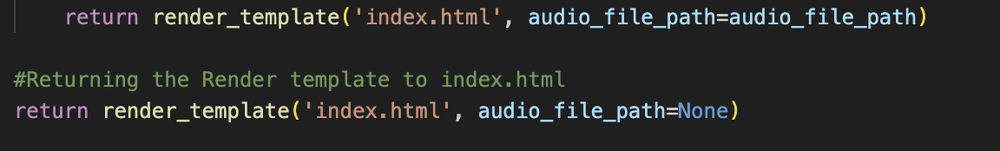 return render_template('index.html', audio_file_path=audio_file_path)
#Returning the Render template to index.html
return render_template('index.html', audio_file_path=None)